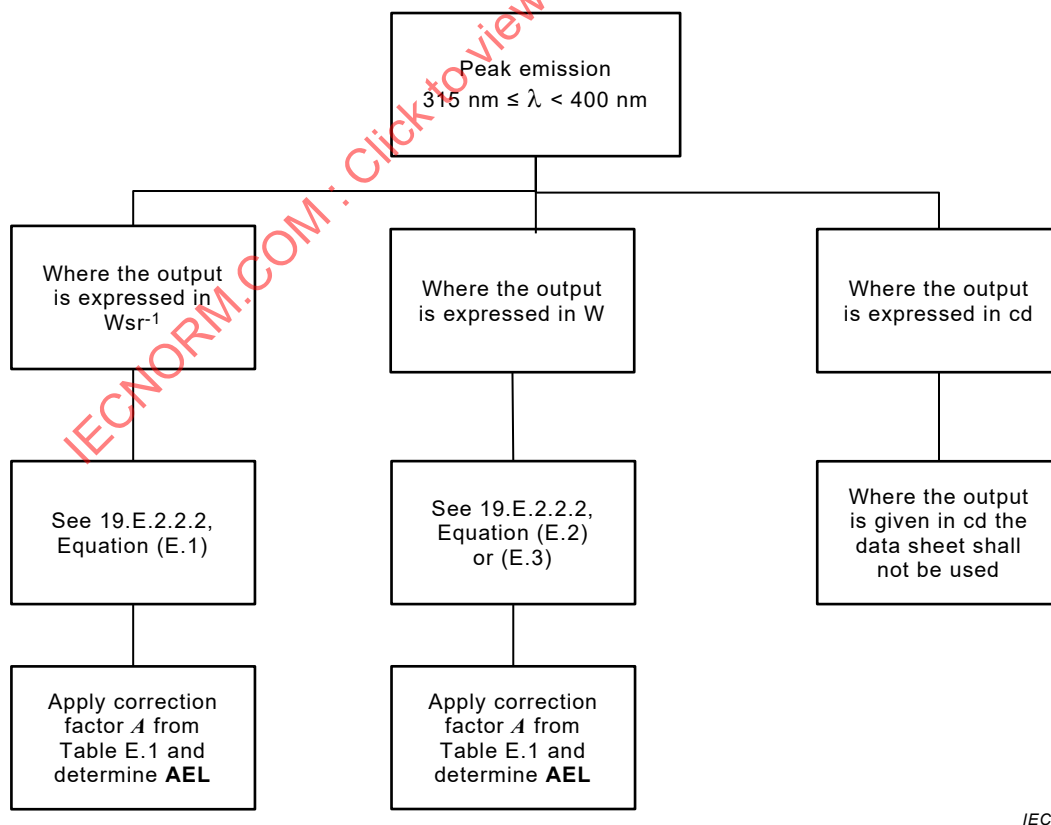 Peak emission
315 nm ≤ λ < 400 nm
Where the output
is expressed in
Wsr-1
Where the output
is expressed in W
Where the output
is expressed in cd
See 19.E.2.2.2,
Equation (E.1)
See 19.E.2.2.2,
Equation (E.2)
or (E.3)
Where the output
is given in cd the
data sheet shall
not be used
Apply correction
factor A from
Table E.1 and
determine AEL
Apply correction
factor A from
Table E.1 and
determine AEL
IECNORM.COM : Click to view
IEC